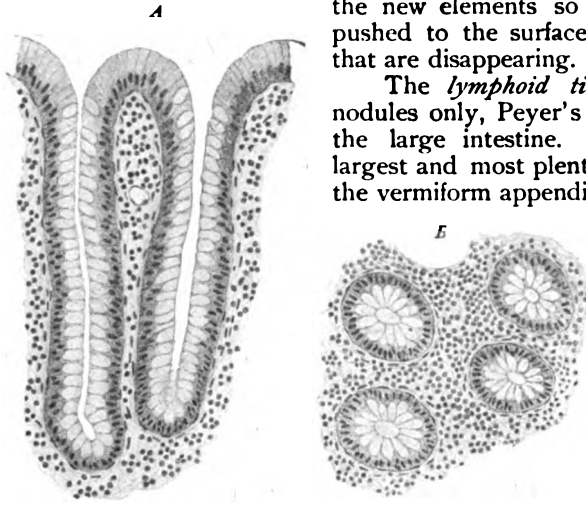 A
the new elements so
pushed to the surface
that are disappearing.
The lymphoid ti
nodules only, Peyer's
the large intestine.
largest and most plent
the vermiform appendi
E